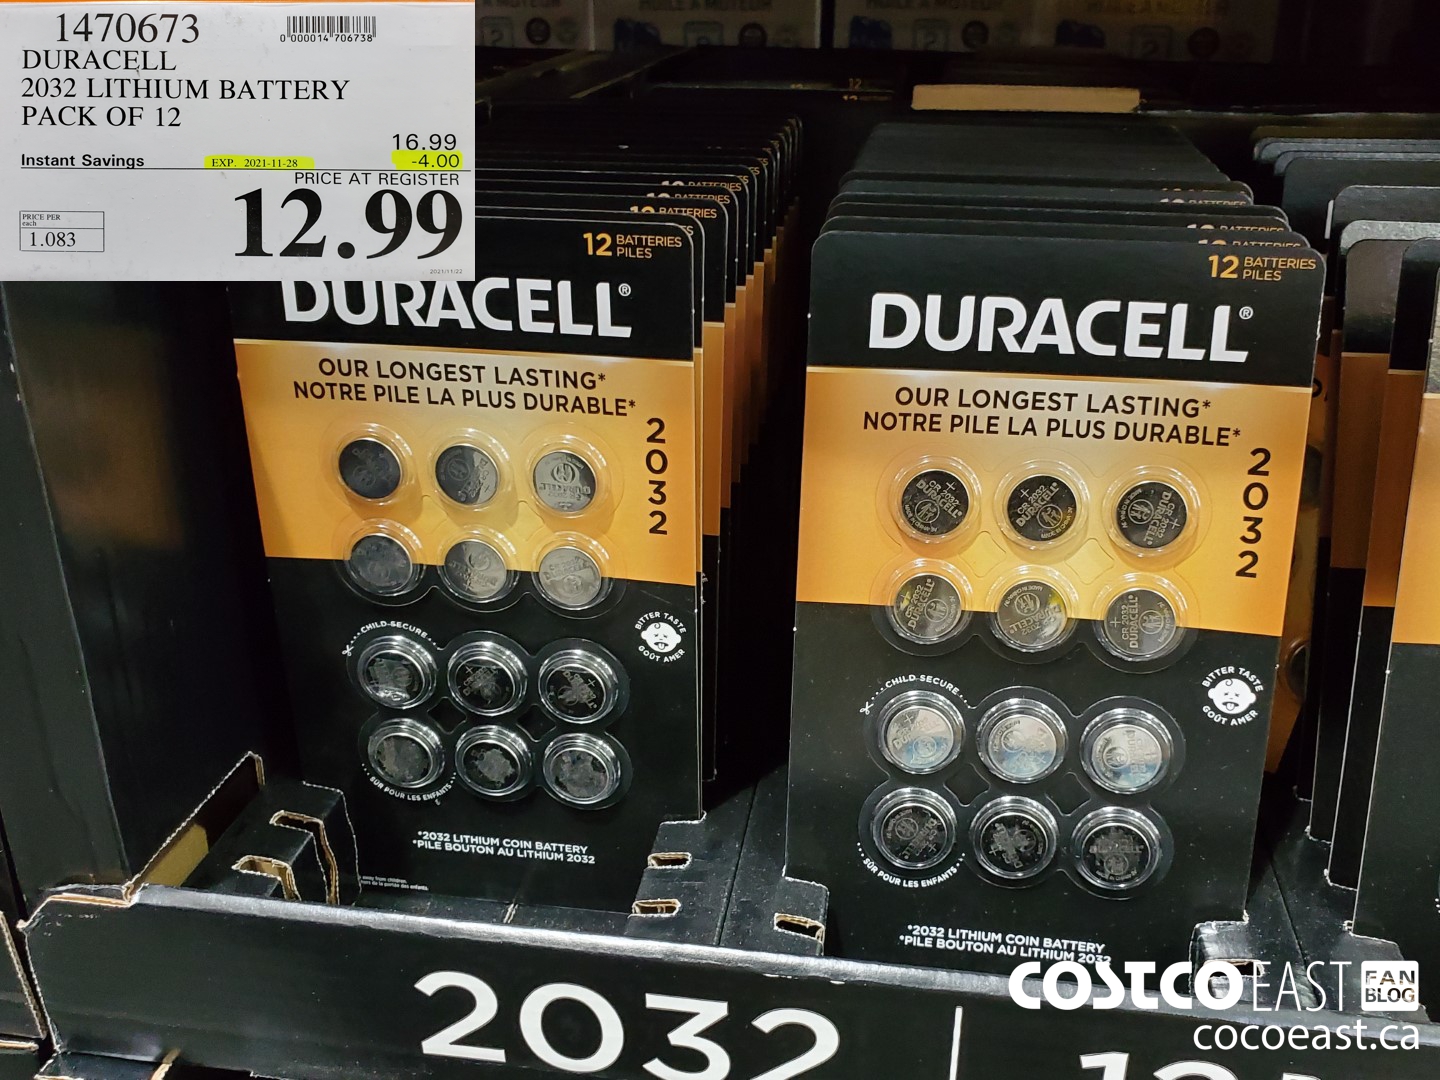 1470673
0 000014 706738
DURACELL
2032 LITHIUM BATTERY
PACK OF 12
16.99
Instant Savings EXP. 2021-11-28 -4.00
PRICE AT REGISTER
PRICE PER
each
1.083
12.99
2021/11/22
12 BATTERIES
PILES
DURACELL®
OUR LONGEST LASTING*
NOTRE PILE LA PLUS DURABLE*
2032
CHILD-SECURE
BITTER TASTE
GOÛT AMER
SÛR POUR LES ENFANTS
*2032 LITHIUM COIN BATTERY
*PILE BOUTON AU LITHIUM 2032
12 BATTERIES
PILES
DURACELL®
OUR LONGEST LASTING*
NOTRE PILE LA PLUS DURABLE*
2032
CHILD SECURE
BITTER TASTE
GOÛT AMER
SÛR POUR LES ENFANTS
*2032 LITHIUM COIN BATTERY
*PILE BOUTON AU LITHIUM 2032
2032
COSTCO EAST FAN
BLOG
cocoeast.ca